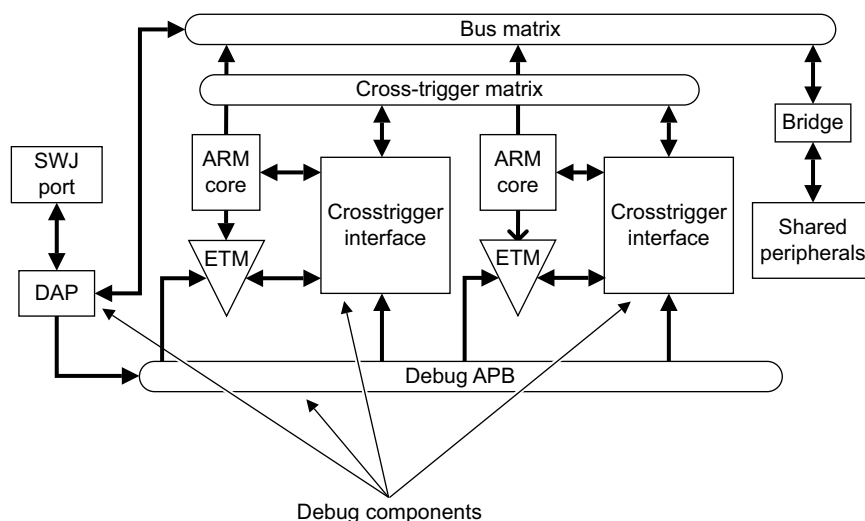 Bus matrix
Cross-trigger matrix
SWJ
port
ARM
core
Crosstrigger
interface
ARM
core
Crosstrigger
interface
Bridge
Shared
peripherals
DAP
ETM
ETM
Debug APB
Debug components